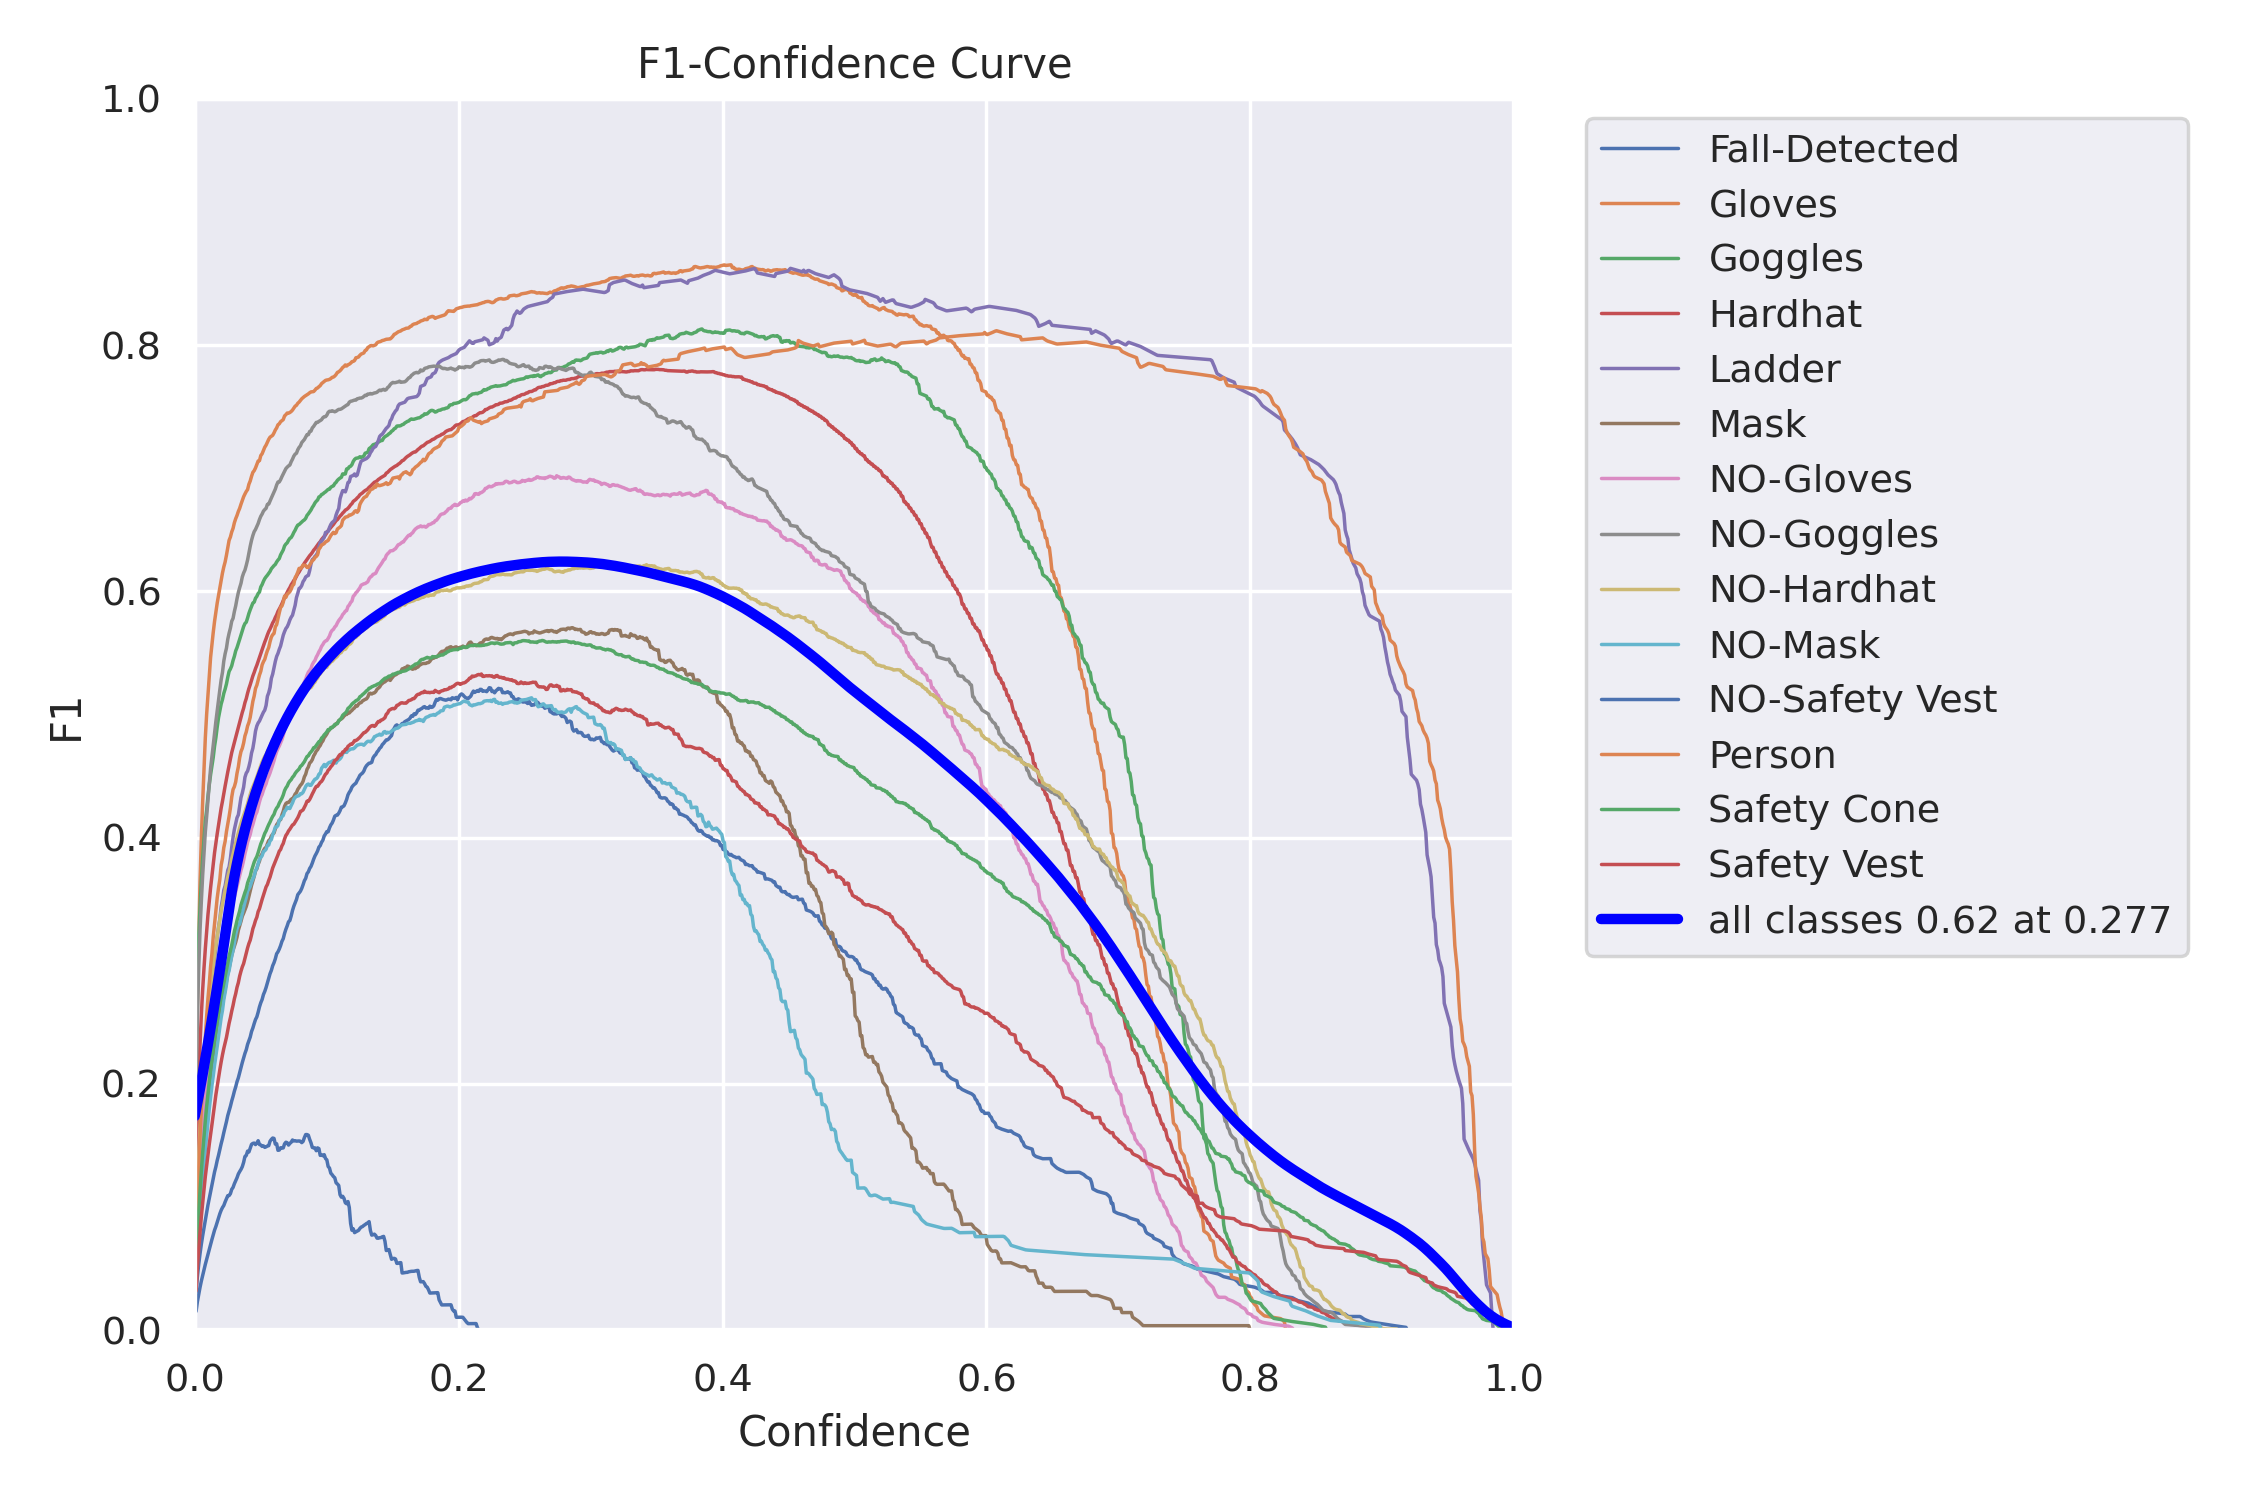 F1-Confidence Curve
1.0
0.8
0.6
0.4
0.2
0.0
F1
0.0 0.2 0.4 0.6 0.8 1.0
Confidence
Fall-Detected
Gloves
Goggles
Hardhat
Ladder
Mask
NO-Gloves
NO-Goggles
NO-Hardhat
NO-Mask
NO-Safety Vest
Person
Safety Cone
Safety Vest
all classes 0.62 at 0.277